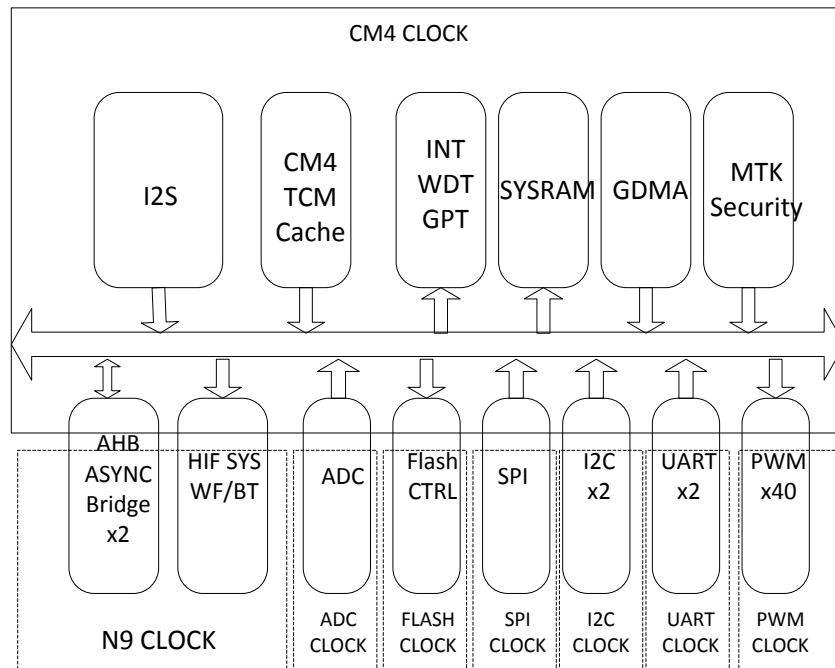 CM4 CLOCK
I2S
CM4
TCM
Cache
INT
WDT
GPT
SYSRAM
GDMA
MTK
Security
AHB
ASYNC
Bridge
x2
HIF SYS
WF/BT
ADC
Flash
CTRL
SPI
I2C
x2
UART
x2
PWM
x40
N9 CLOCK
ADC
CLOCK
FLASH
CLOCK
SPI
CLOCK
I2C
CLOCK
UART
CLOCK
PWM
CLOCK